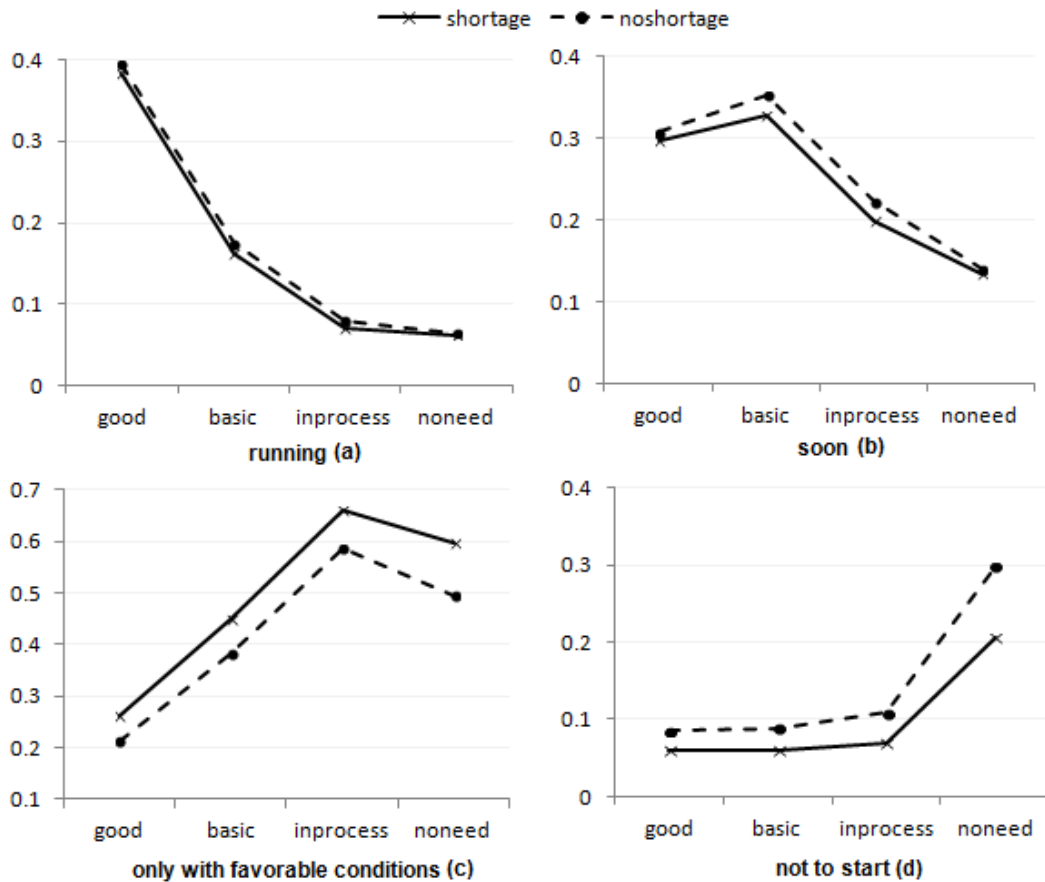 shortage noshortage
0.4
0.3
0.2
0.1
0
good basic inprocess noneed
running (a)
0.4
0.3
0.2
0.1
0
good basic inprocess noneed
soon (b)
0.7
0.6
0.5
0.4
0.3
0.2
0.1
good basic inprocess noneed
only with favorable conditions (c)
0.4
0.3
0.2
0.1
0
good basic inprocess noneed
not to start (d)